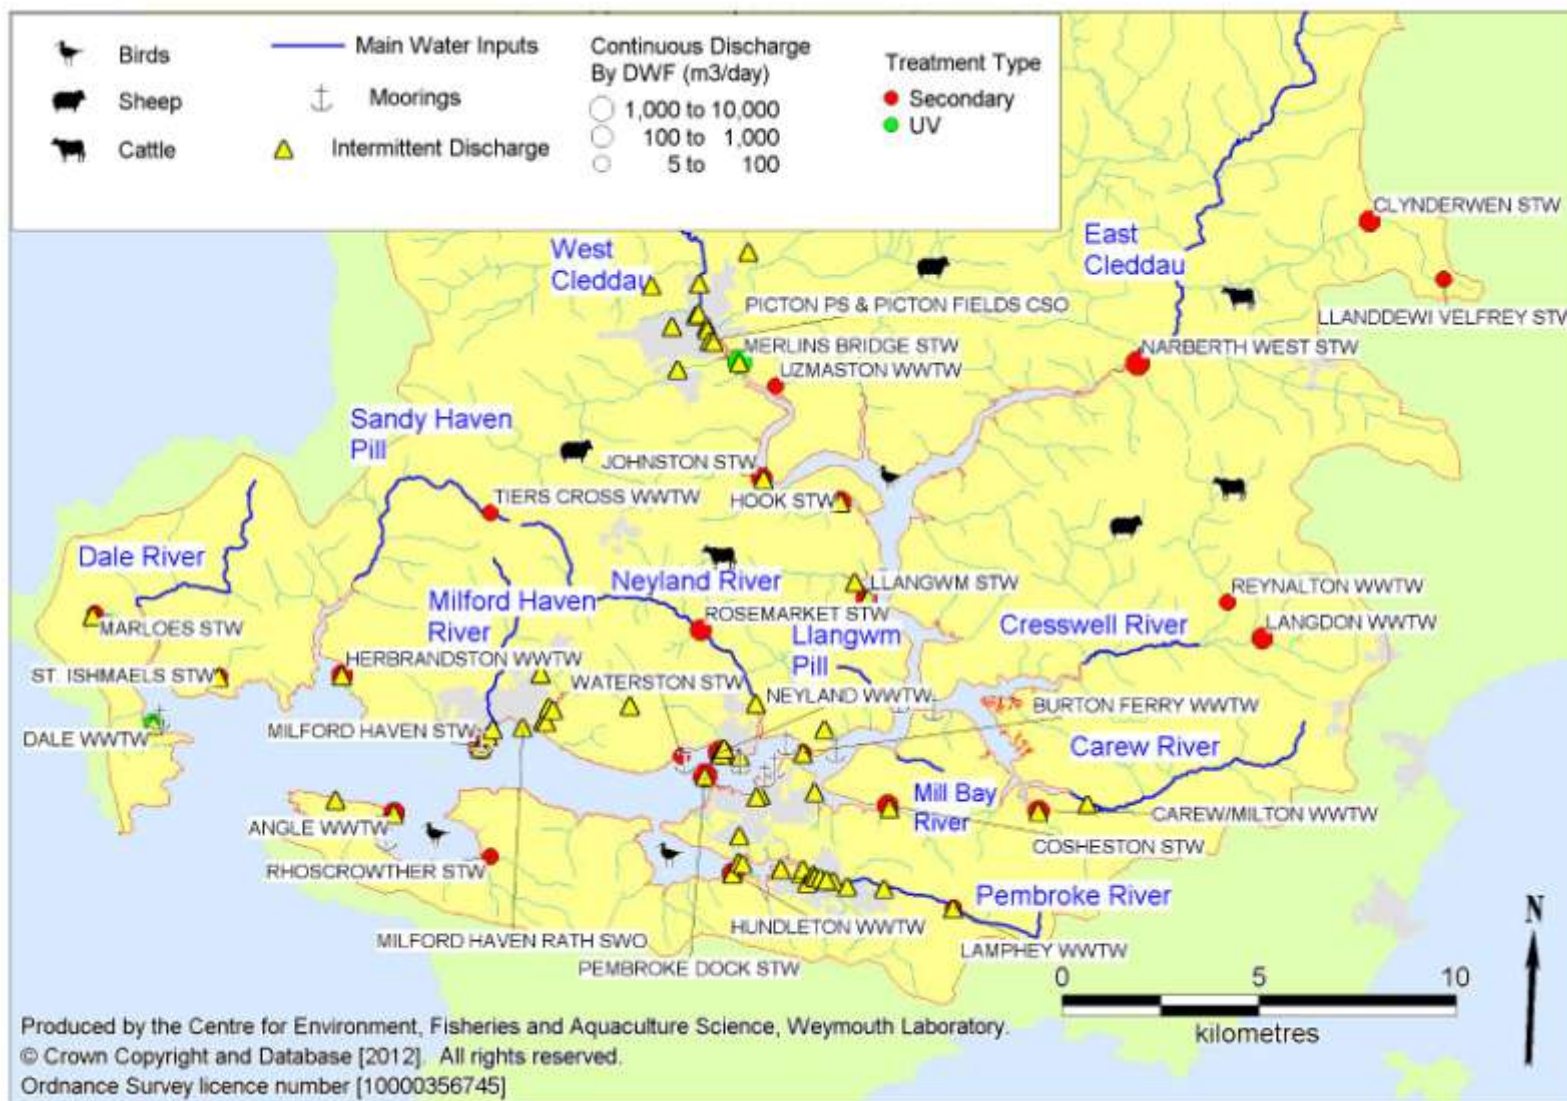 Birds
Sheep
Cattle
Main Water Inputs
Moorings
Intermittent Discharge
Continuous Discharge
By DWF (m3/day)
1,000 to 10,000
100 to 1,000
5 to 100
Treatment Type
Secondary
UV
CLYNDERWEN STW
East
Cleddau
West
Cleddau
LLANDDEWI VELFREY STW
PICTON PS & PICTON FIELDS CSO
MERLINS BRIDGE STW
NARBERTH WEST STW
UZMASTON WWTW
Sandy Haven
Pill
JOHNSTON STW
TIERS CROSS WWTW
HOOK STW
Dale River
Neyland River
LLANGWM STW
REYNALTON WWTW
Milford Haven
River
ROSEMARKET STW
MARLOES STW
Llangwm
Pill
Cresswell River
LANGDON WWTW
ST. ISHMAELS STW
HERBRANDSTON WWTW
WATERSTON STW
NEYLAND WWTW
BURTON FERRY WWTW
DALE WWTW
MILFORD HAVEN STW
Carew River
Mill Bay
River
CAREW/MILTON WWTW
ANGLE WWTW
COSHESTON STW
RHOSCROWTHER STW
Pembroke River
HUNDLETON WWTW
MILFORD HAVEN RATH SWO
LAMPHEY WWTW
PEMBROKE DOCK STW
N
0 5 10
kilometres
Produced by the Centre for Environment, Fisheries and Aquaculture Science, Weymouth Laboratory.
© Crown Copyright and Database [2012]. All rights reserved.
Ordnance Survey licence number [10000356745]